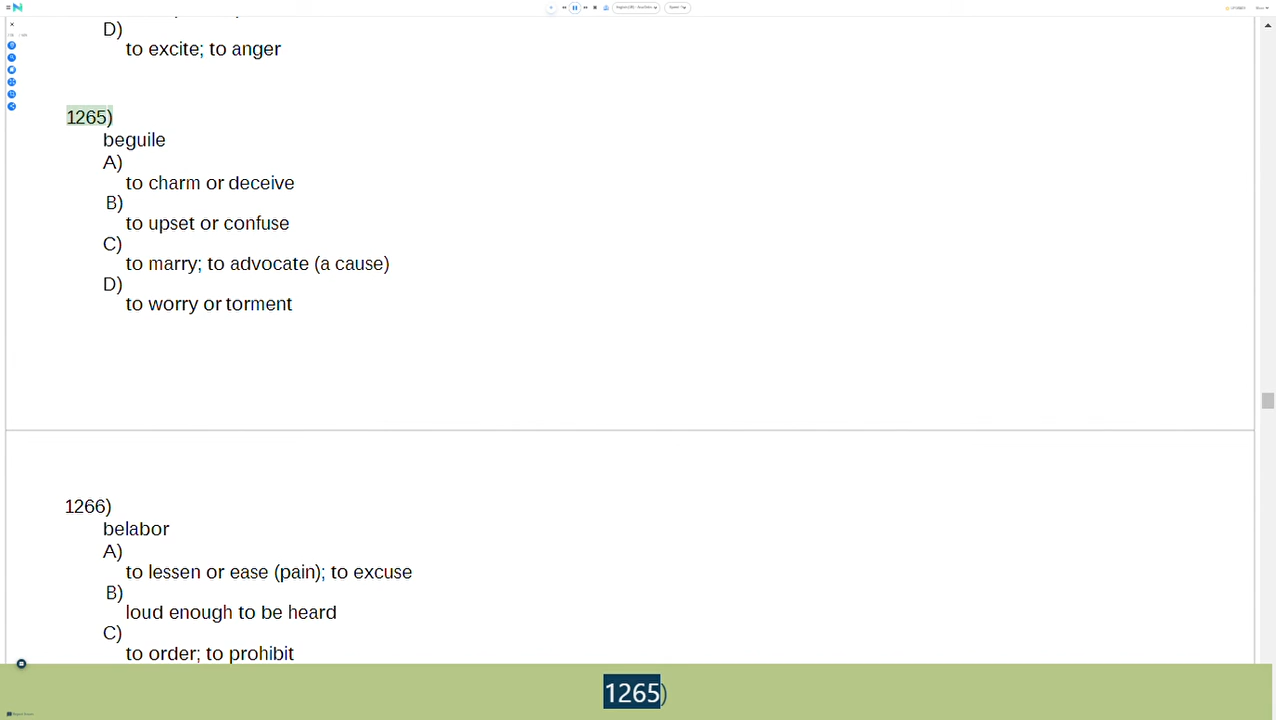 D)
to excite; to anger
1265)
beguile
A)
to charm or deceive
B)
to upset or confuse
C)
to marry; to advocate (a cause)
D)
to worry or torment
1266)
belabor
A)
to lessen or ease (pain); to excuse
B)
loud enough to be heard
C)
to order; to prohibit
1265)